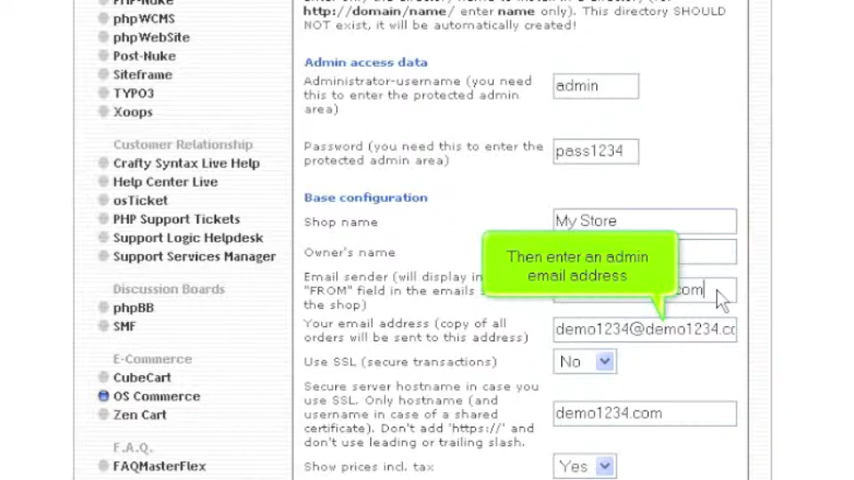 phpWCMS
phpWebSite
Post-Nuke
Siteframe
TYPO3
Xoops
Customer Relationship
Crafty Syntax Live Help
Help Center Live
osTicket
PHP Support Tickets
Support Logic Helpdesk
Support Services Manager
Discussion Boards
phpBB
SMF
E-Commerce
CubeCart
OS Commerce
Zen Cart
F.A.Q.
FAQMasterFlex
http://domain/name/ enter name only). This directory SHOULD
NOT exist, it will be automatically created!
Admin access data
Administrator-username (you need
this to enter the protected admin
area)
admin
Password (you need this to enter the
protected admin area)
pass1234
Base configuration
Shop name
My Store
Owner's name
Then enter an admin
email address
Email sender (will display in
"FROM" field in the emails
the shop)
com
Your email address (copy of all
orders will be sent to this address)
demo1234@demo1234.cc
Use SSL (secure transactions)
No
Secure server hostname in case you
use SSL. Only hostname (and
username in case of a shared
certificate). Don't add 'https://' and
don't use leading or trailing slash.
demo1234.com
Show prices incl. tax
Yes